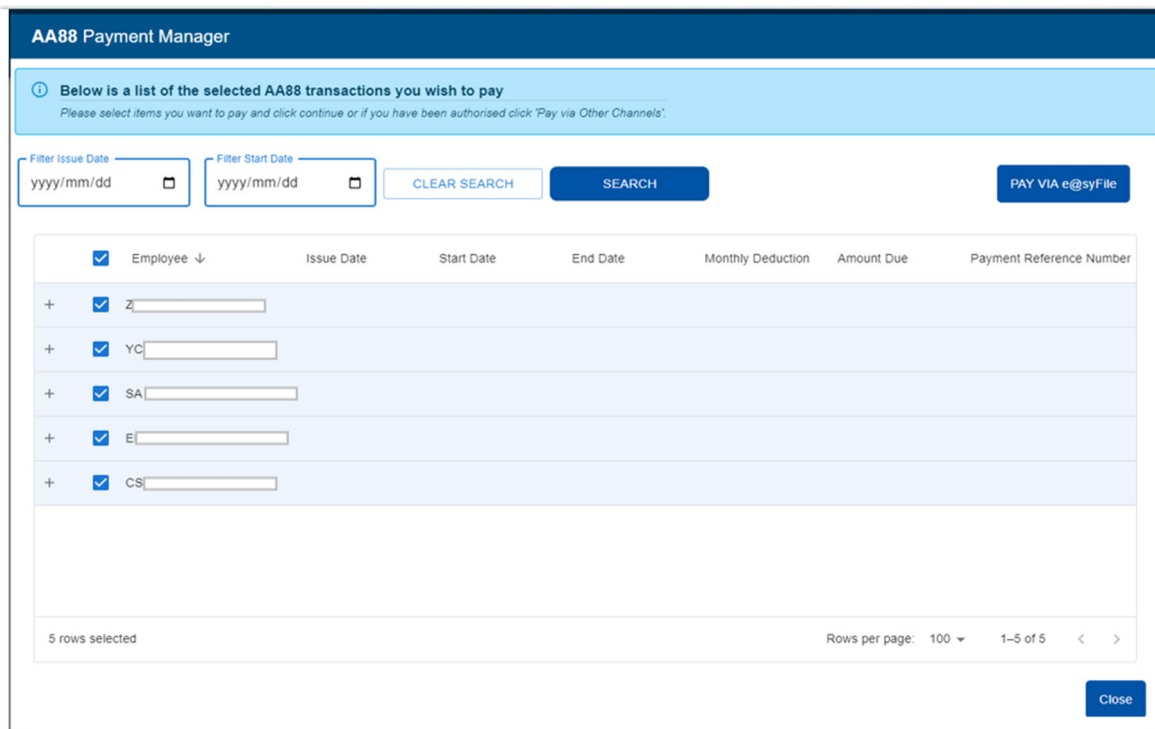 AA88 Payment Manager
Below is a list of the selected AA88 transactions you wish to pay
Please select items you want to pay and click continue or if you have been authorised click 'Pay via Other Channels'.
Filter Issue Date Filter Start Date
yyyy/mm/dd yyyy/mm/dd CLEAR SEARCH SEARCH PAY VIA e@syFile
Employee Issue Date Start Date End Date Monthly Deduction Amount Due Payment Reference Number
Z
YC
SA
E
CS
5 rows selected Rows per page: 100 1–5 of 5
Close